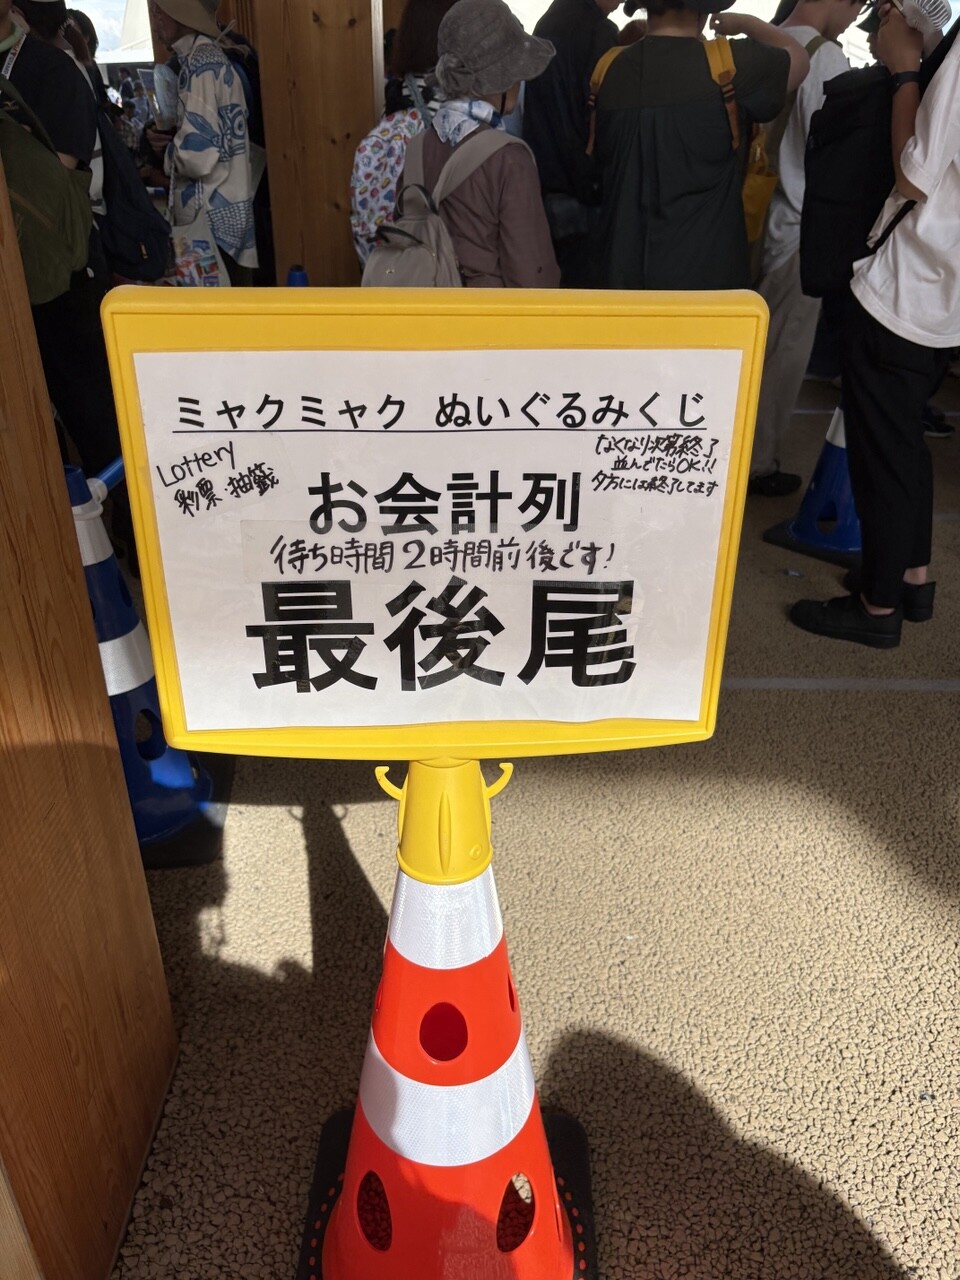 ミャクミャク ぬいぐるみくじ
Lottery
彩票・抽籤
なくなり次第終了
並んでたらOK!!
夕方には終了してます
お会計列
待ち時間2時間前後です!
最後尾